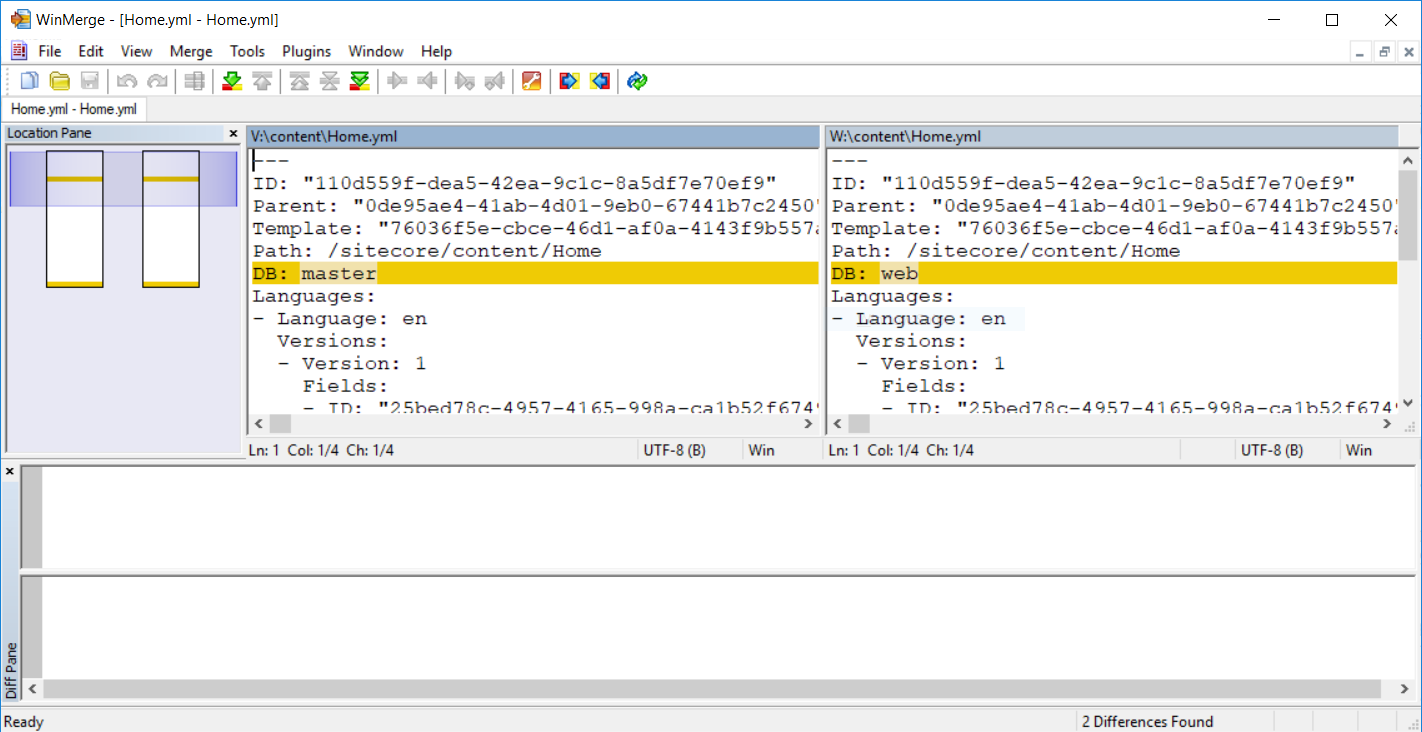 WinMerge - [Home.yml - Home.yml]
File Edit View Merge Tools Plugins Window Help
Home.yml - Home.yml
Location Pane
V:\content\Home.yml
---
ID: "110d559f-dea5-42ea-9c1c-8a5df7e70ef9"
Parent: "0de95ae4-41ab-4d01-9eb0-67441b7c2450"
Template: "76036f5e-cbce-46d1-af0a-4143f9b557a
Path: /sitecore/content/Home
DB: master
Languages:
- Language: en
Versions:
- Version: 1
Fields:
- ID: "25bed78c-4957-4165-998a-ca1b52f6749
Ln: 1 Col: 1/4 Ch: 1/4
UTF-8 (B)
Win
W:\content\Home.yml
---
ID: "110d559f-dea5-42ea-9c1c-8a5df7e70ef9"
Parent: "0de95ae4-41ab-4d01-9eb0-67441b7c2450"
Template: "76036f5e-cbce-46d1-af0a-4143f9b557a
Path: /sitecore/content/Home
DB: web
Languages:
- Language: en
Versions:
- Version: 1
Fields:
- ID: "25bed78c-4957-4165-998a-ca1b52f6749
Ln: 1 Col: 1/4 Ch: 1/4
UTF-8 (B)
Win
Diff Pane
Ready
2 Differences Found